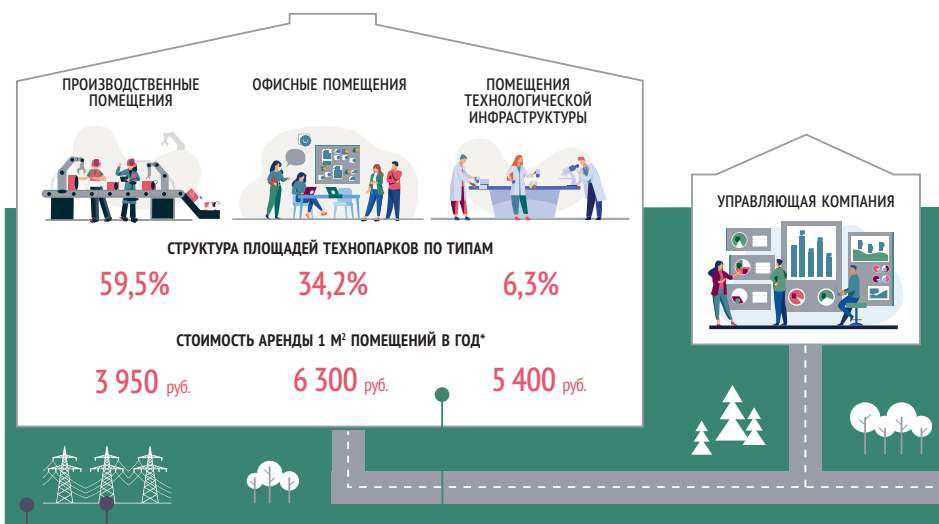 ПРОИЗВОДСТВЕННЫЕ
ПОМЕЩЕНИЯ
ОФИСНЫЕ ПОМЕЩЕНИЯ
ПОМЕЩЕНИЯ
ТЕХНОЛОГИЧЕСКОЙ
ИНФРАСТРУКТУРЫ
УПРАВЛЯЮЩАЯ КОМПАНИЯ
СТРУКТУРА ПЛОЩАДЕЙ ТЕХНОПАРКОВ ПО ТИПАМ
59,5% 34,2% 6,3%
СТОИМОСТЬ АРЕНДЫ 1 М² ПОМЕЩЕНИЙ В ГОД*
3 950 руб. 6 300 руб. 5 400 руб.